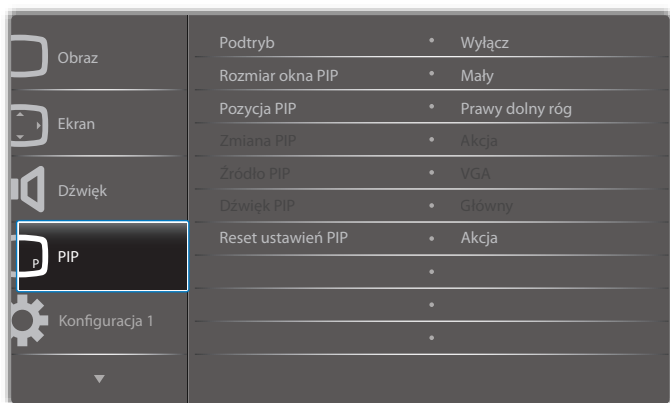 Obraz
Ekran
Dźwięk
P
PIP
Konfiguracja 1
Podtryb • Wyłącz
Rozmiar okna PIP • Mały
Pozycja PIP • Prawy dolny róg
Zmiana PIP • Akcja
Źródło PIP • VGA
Dźwięk PIP • Główny
Reset ustawień PIP • Akcja
•
•
•